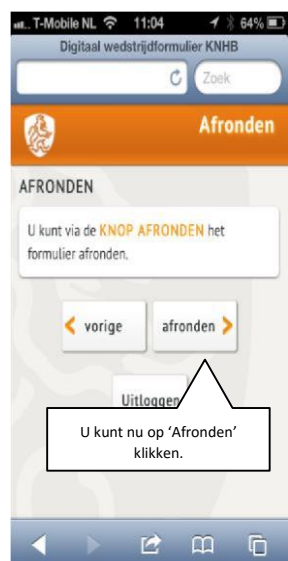 T-Mobile NL 11:04 64%
Digitaal wedstrijdformulier KNHB
Zoek
Afronden
AFRONDEN
U kunt via de KNOP AFRONDEN het
formulier afronden.
vorige afronden
Uitloggen
U kunt nu op ‘Afronden’
klikken.